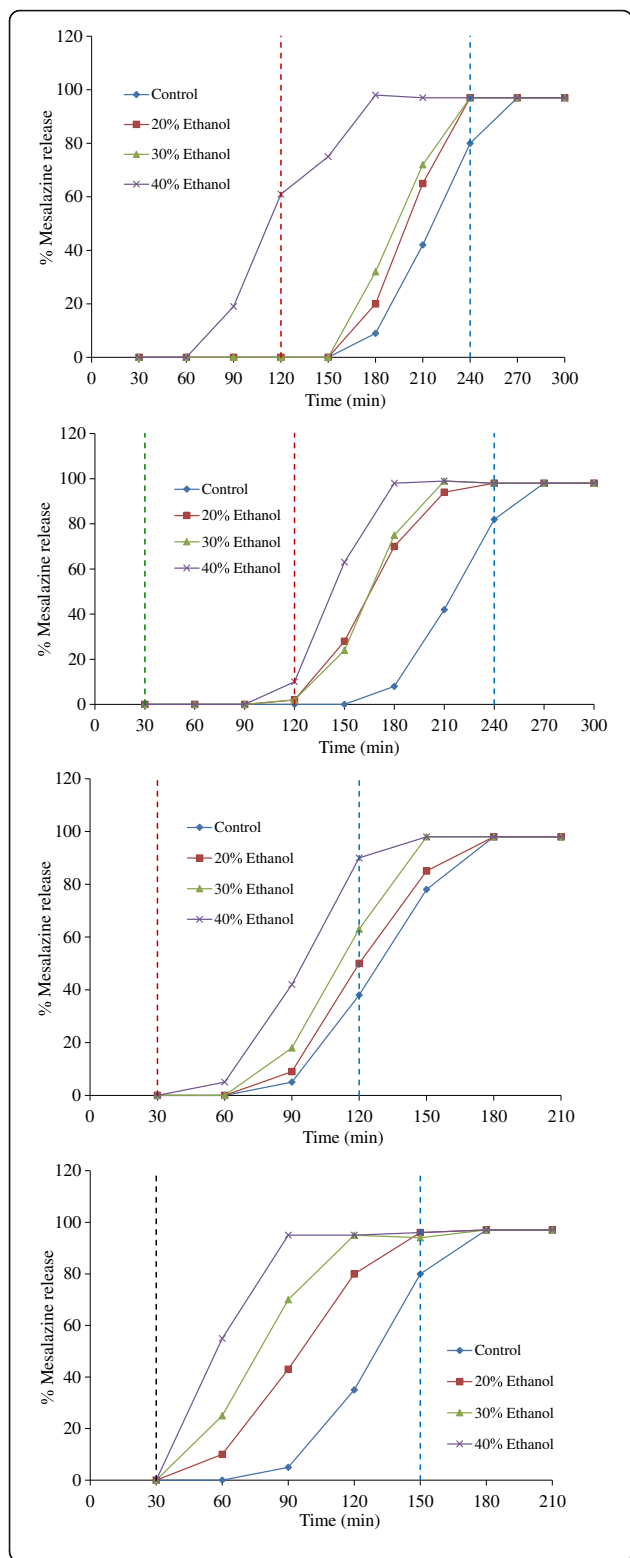 120
100
80
60
40
20
0
% Mesalazine release
Control
20% Ethanol
30% Ethanol
40% Ethanol
0 30 60 90 120 150 180 210 240 270 300
Time (min)
120
100
80
60
40
20
0
% Mesalazine release
Control
20% Ethanol
30% Ethanol
40% Ethanol
0 30 60 90 120 150 180 210 240 270 300
Time (min)
120
100
80
60
40
20
0
% Mesalazine release
Control
20% Ethanol
30% Ethanol
40% Ethanol
0 30 60 90 120 150 180 210
Time (min)
120
100
80
60
40
20
0
% Mesalazine release
Control
20% Ethanol
30% Ethanol
40% Ethanol
0 30 60 90 120 150 180 210
Time (min)